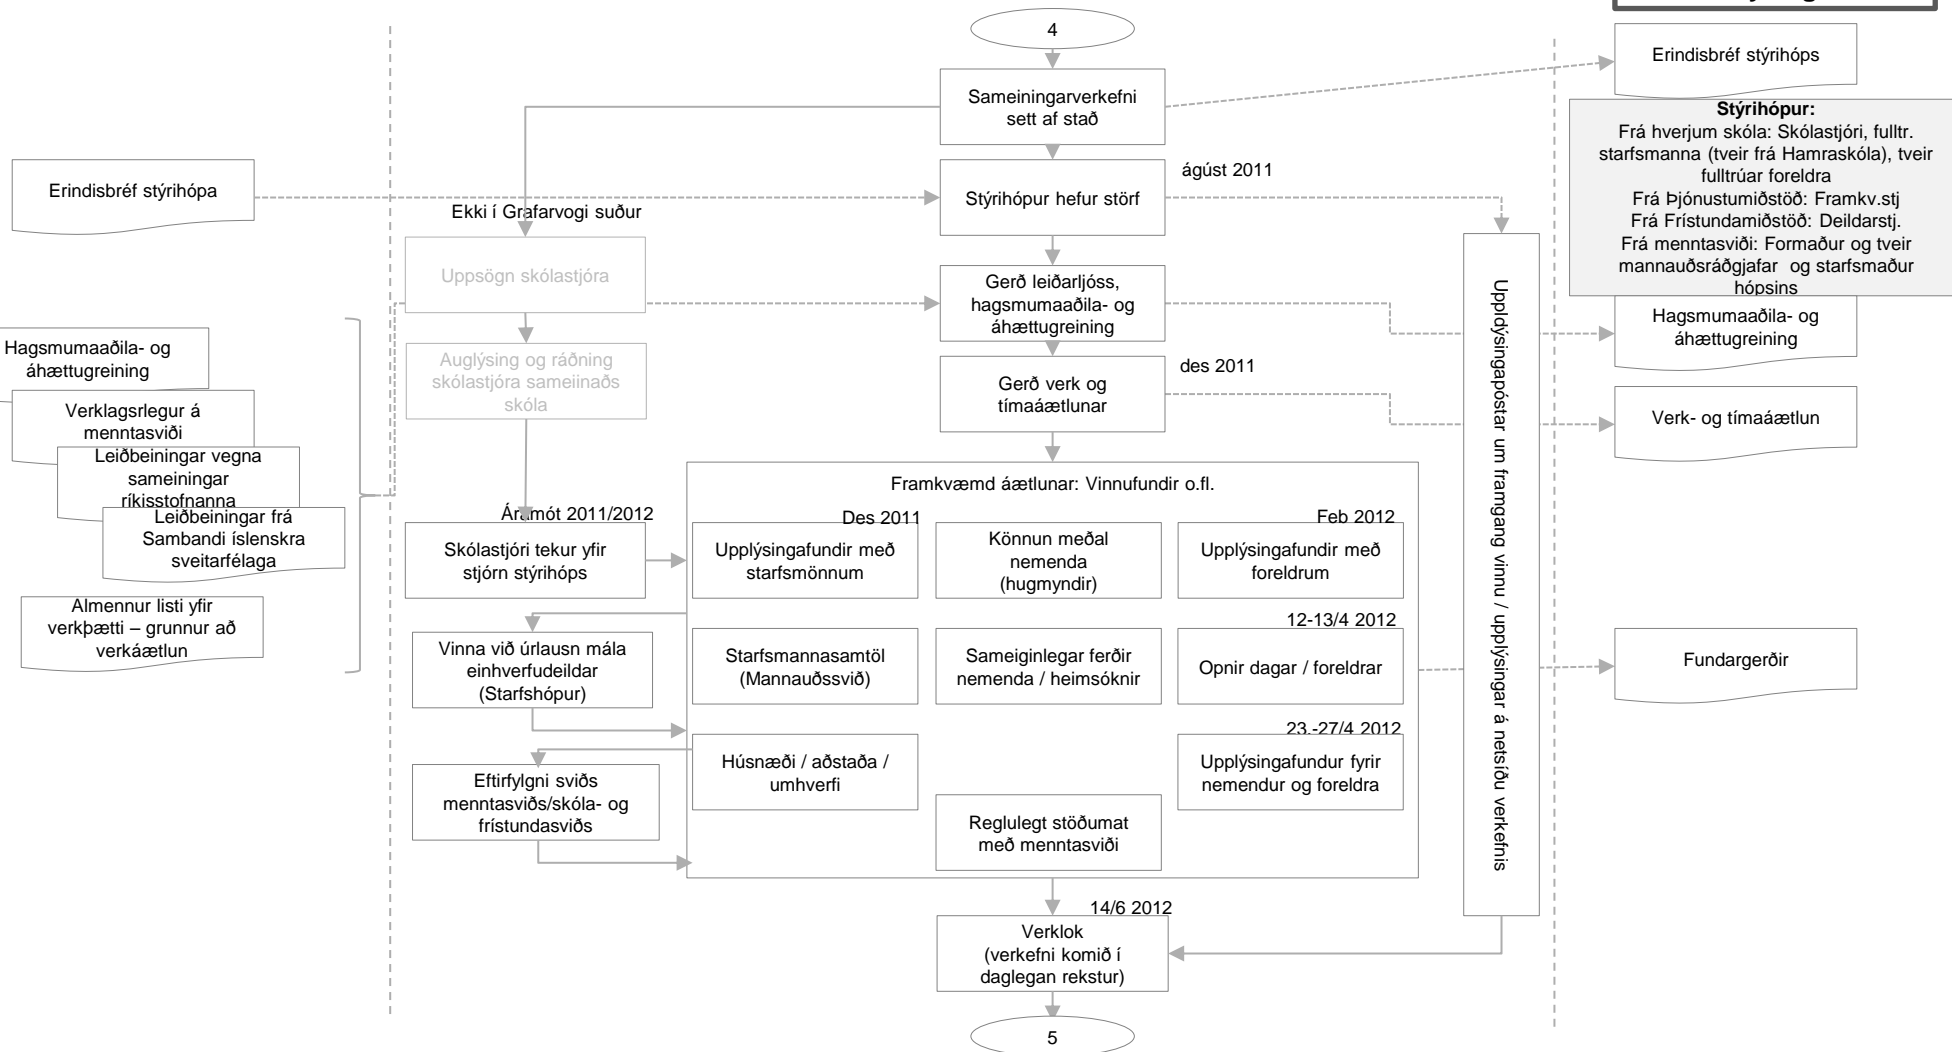 4
Erindisbréf stýrihóps
Sameiningarverkefni
sett af stað
Stýrihópur:
Frá hverjum skóla: Skólastjóri, fulltr.
starfsmanna (tveir frá Hamraskóla), tveir
fulltrúar foreldra
Frá Þjónustumiðstöð: Framkv.stj
Frá Frístundamiðstöð: Deildarstj.
Frá menntasviði: Formaður og tveir
mannauðsráðgjafar og starfsmaður
hópsins
Erindisbréf stýrihópa
ágúst 2011
Stýrihópur hefur störf
Ekki í Grafarvogi suður
Uppsögn skólastjóra
Gerð leiðarljóss,
hagsmumaaðila- og
áhættugreining
Hagsmumaaðila- og
áhættugreining
Hagsmumaaðila- og
áhættugreining
Auglýsing og ráðning
skólastjóra sameiinaðs
skóla
des 2011
Gerð verk og
tímaáætlunar
Verk- og tímaáætlun
Verklagsrlegur á
menntasviði
Leiðbeiningar vegna
sameiningar
ríkisstofnanna
Leiðbeiningar frá
Sambandi íslenskra
sveitarfélaga
Almennur listi yfir
verkþætti – grunnur að
verkáætlun
Uppldýsingapóstar um framgang vinnu / upplýsingar á netsíðu verkefnis
Framkvæmd áætlunar: Vinnufundir o.fl.
Áramót 2011/2012
Skólastjóri tekur yfir
stjórn stýrihóps
Des 2011
Upplýsingafundir með
starfsmönnum
Könnun meðal
nemenda
(hugmyndir)
Feb 2012
Upplýsingafundir með
foreldrum
Vinna við úrlausn mála
einhverfudeildar
(Starfshópur)
Starfsmannasamtöl
(Mannauðssvið)
Sameiginlegar ferðir
nemenda / heimsóknir
12-13/4 2012
Opnir dagar / foreldrar
Fundargerðir
Eftirfylgni sviðs
menntasviðs/skóla- og
frístundasviðs
Húsnæði / aðstaða /
umhverfi
23.-27/4 2012
Upplýsingafundur fyrir
nemendur og foreldra
Reglulegt stöðumat
með menntasviði
14/6 2012
Verklok
(verkefni komið í
daglegan rekstur)
5